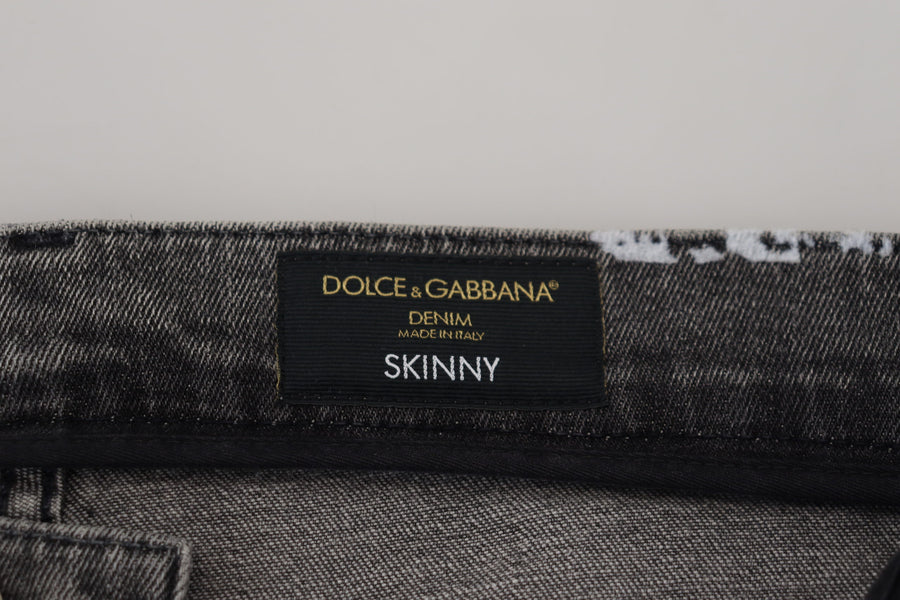 DOLCE & GABBANA®
DENIM
MADE IN ITALY
SKINNY